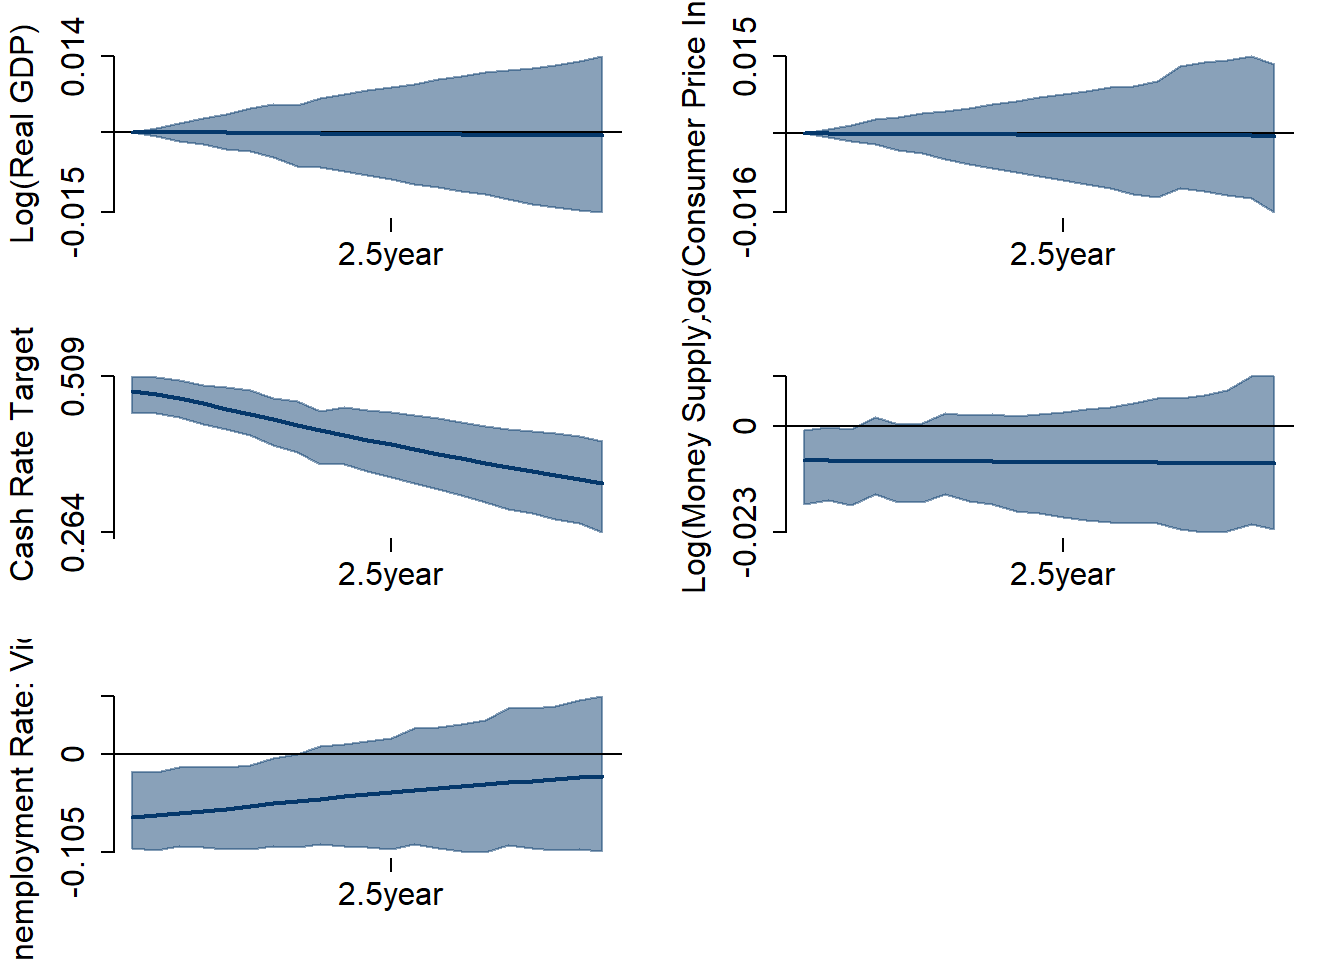 Log(Real GDP)
0.014
-0.015
2.5year
og(Consumer Price In
0.015
-0.016
2.5year
Cash Rate Target
0.509
0.264
2.5year
Log(Money Supply)
0
-0.023
2.5year
nemployment Rate: Vic
0
-0.105
2.5year